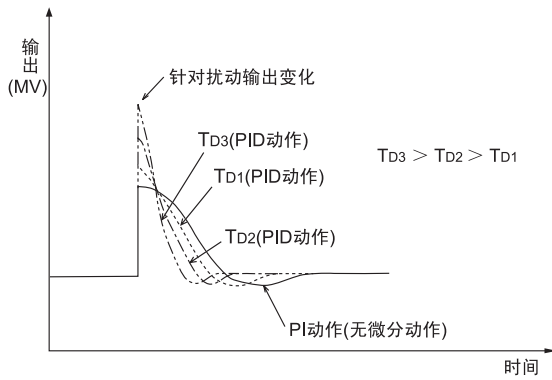 输
出
(MV)
针对扰动输出变化
TD3(PID动作)
TD1(PID动作)
TD3 > TD2 > TD1
TD2(PID动作)
PI动作(无微分动作)
时间